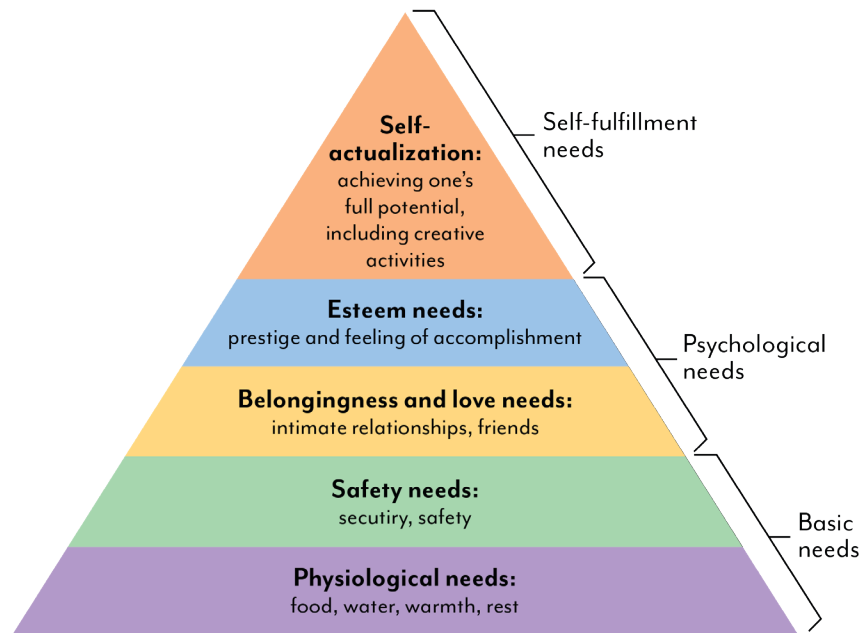 Self-
actualization:
achieving one's
full potential,
including creative
activities
Self-fulfillment
needs
Esteem needs:
prestige and feeling of accomplishment
Psychological
needs
Belongingness and love needs:
intimate relationships, friends
Safety needs:
secutiry, safety
Basic
needs
Physiological needs:
food, water, warmth, rest